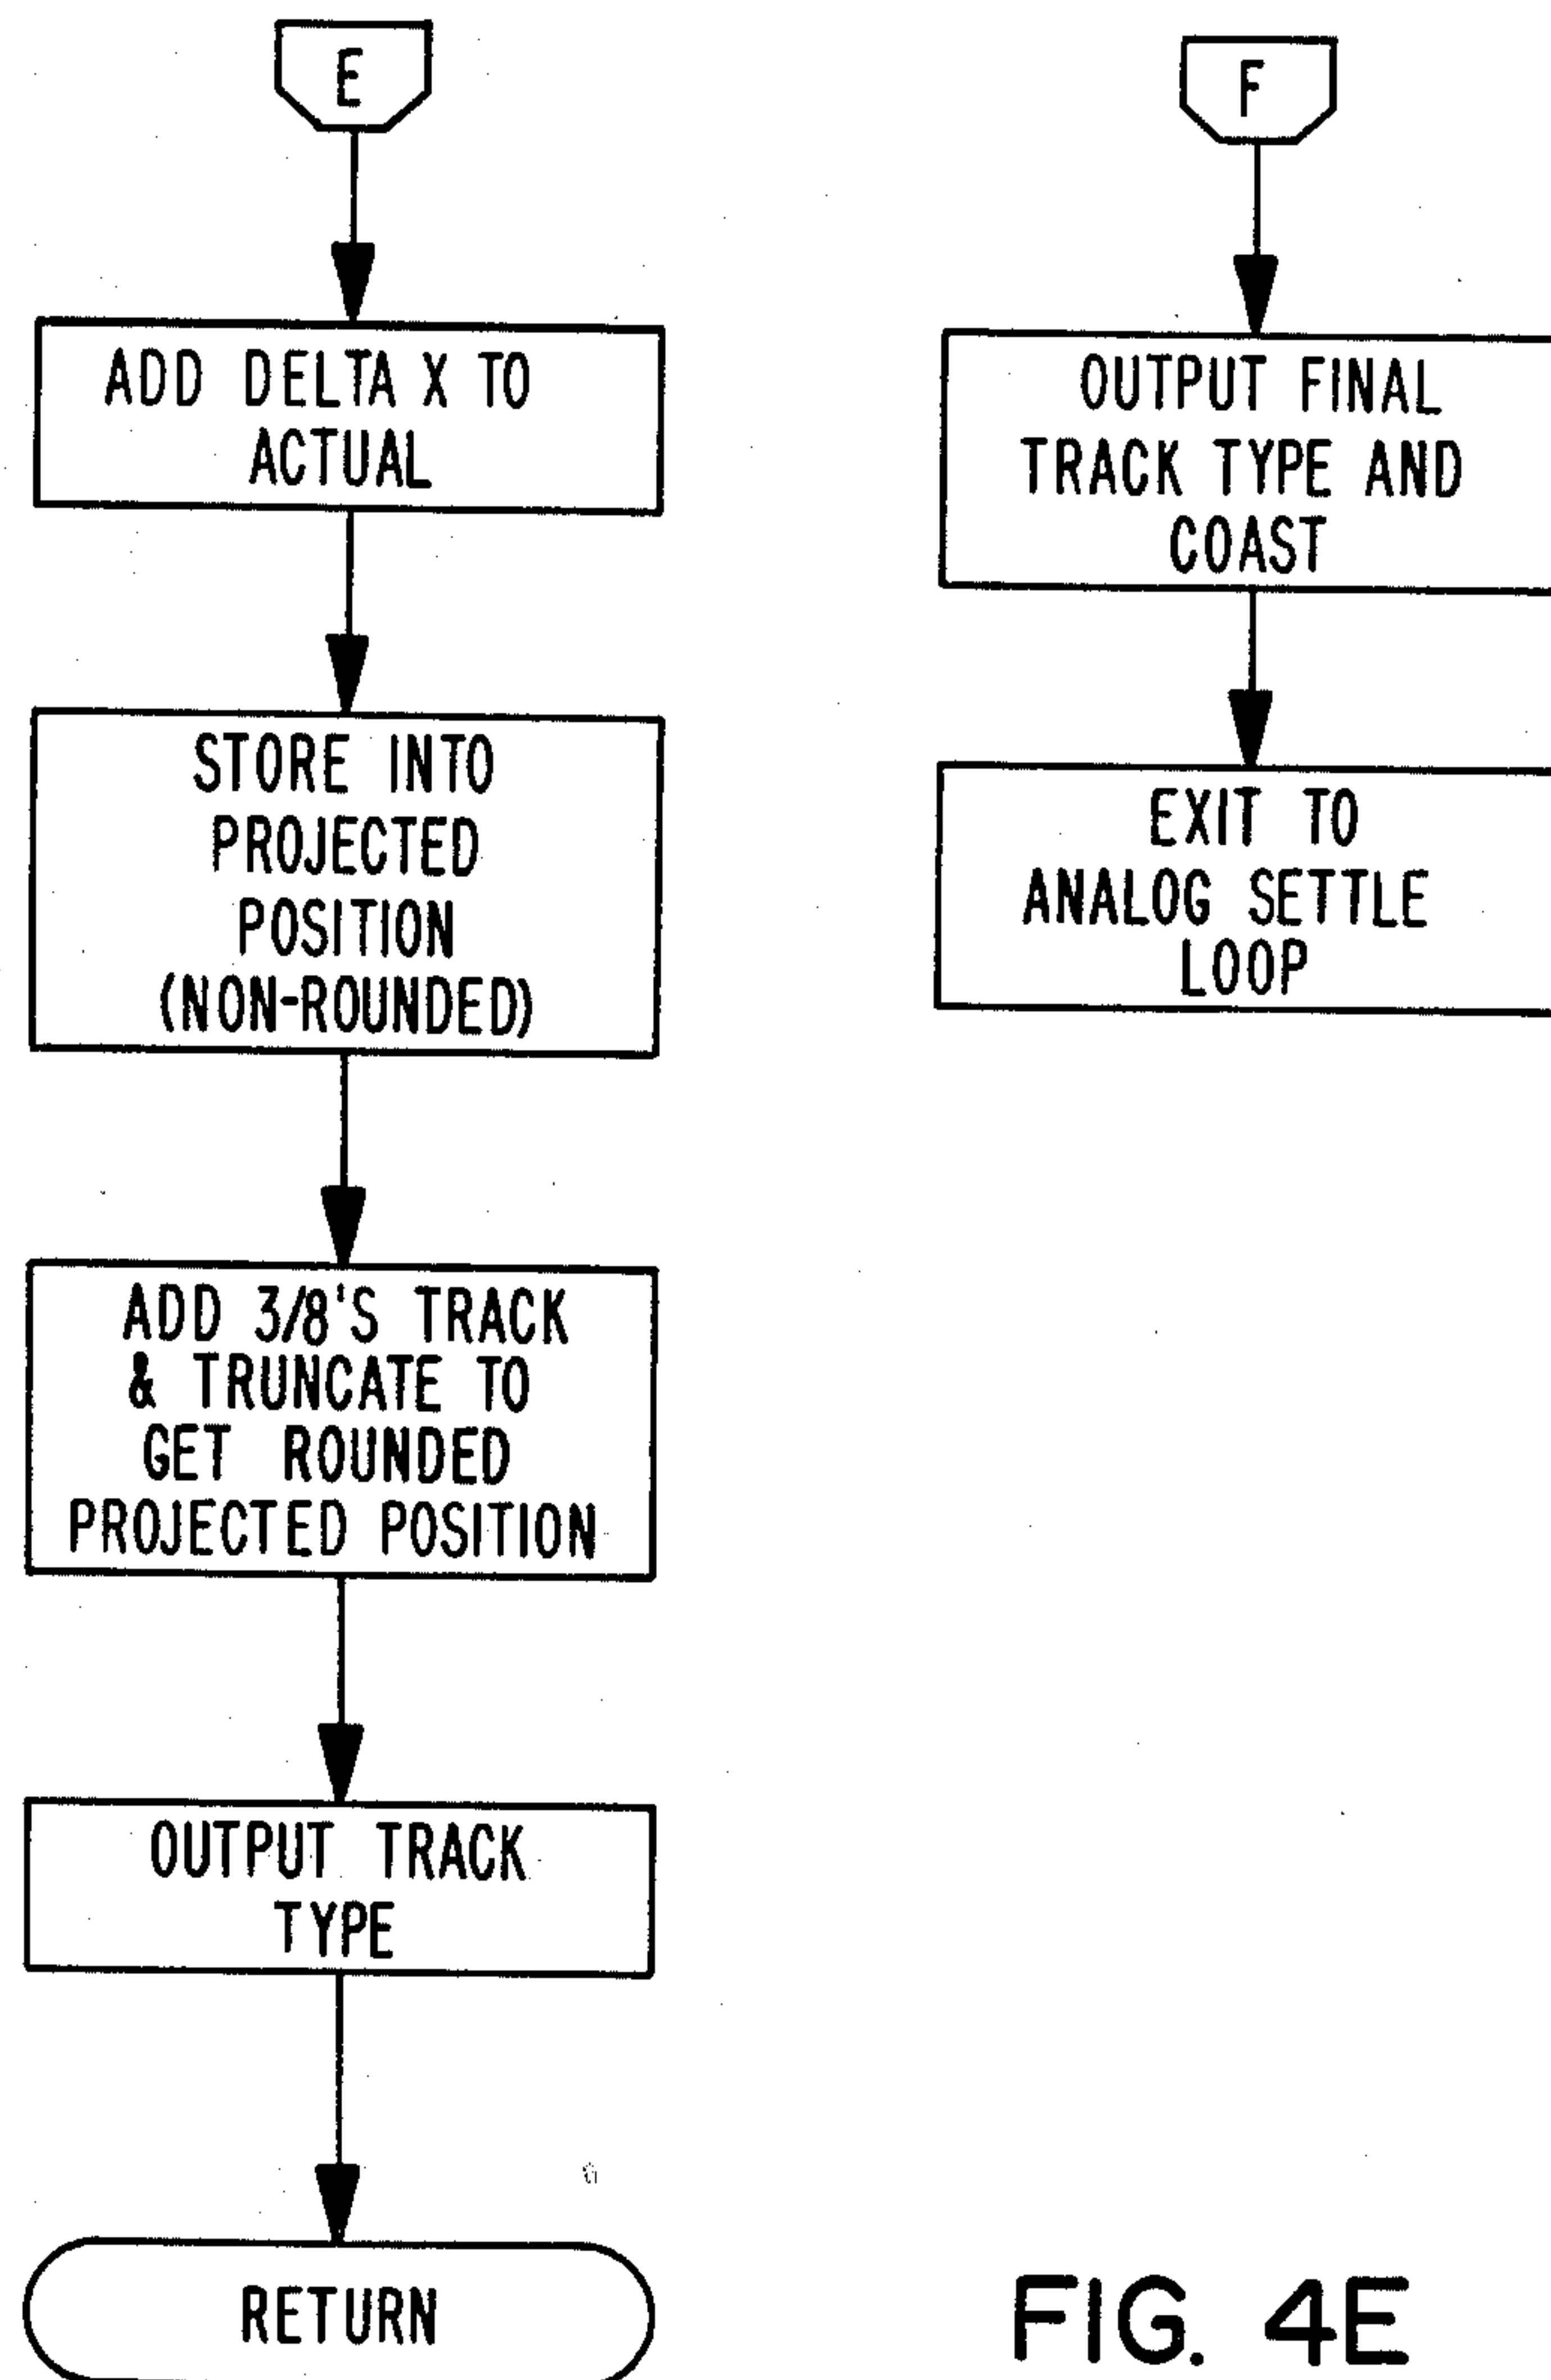 E
ADD DELTA X TO
ACTUAL
STORE INTO
PROJECTED
POSITION
(NON-ROUNDED)
ADD 3/8'S TRACK
& TRUNCATE TO
GET ROUNDED
PROJECTED POSITION
OUTPUT TRACK
TYPE
RETURN
F
OUTPUT FINAL
TRACK TYPE AND
COAST
EXIT TO
ANALOG SETTLE
LOOP
FIG. 4E